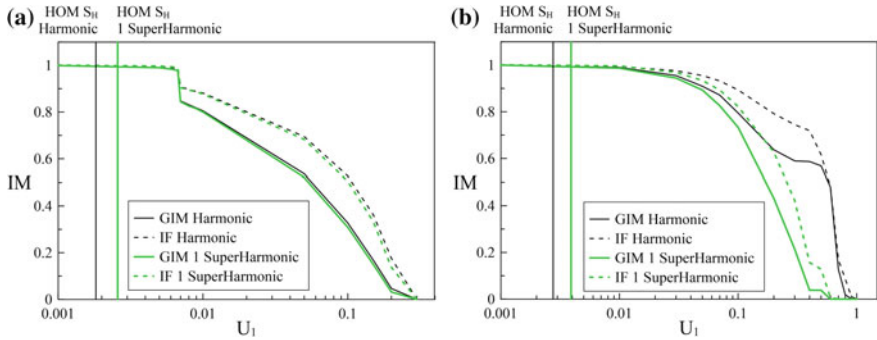 (a)
HOM S_H
Harmonic
HOM S_H
1 SuperHarmonic
1
0.8
0.6
IM
0.4
0.2
0
GIM Harmonic
IF Harmonic
GIM 1 SuperHarmonic
IF 1 SuperHarmonic
0.001
0.01
0.1
U_1
(b)
HOM S_H
Harmonic
HOM S_H
1 SuperHarmonic
1
0.8
0.6
IM
0.4
0.2
0
GIM Harmonic
IF Harmonic
GIM 1 SuperHarmonic
IF 1 SuperHarmonic
0.001
0.01
0.1
1
U_1